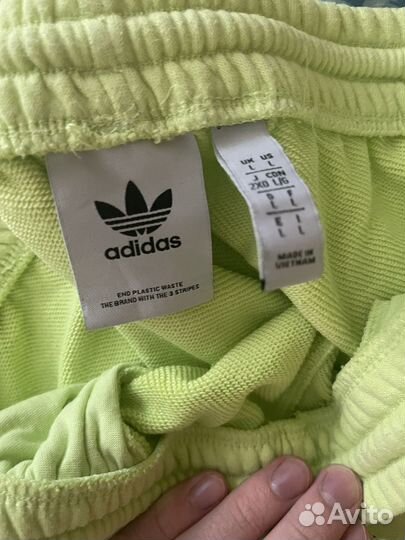 adidas
END PLASTIC WASTE
THE BRAND WITH THE 3 STRIPES
UK US
L L
J CDN
2XO L/G
D F
L L
E I
L L
MADE IN
VIETNAM
Avito